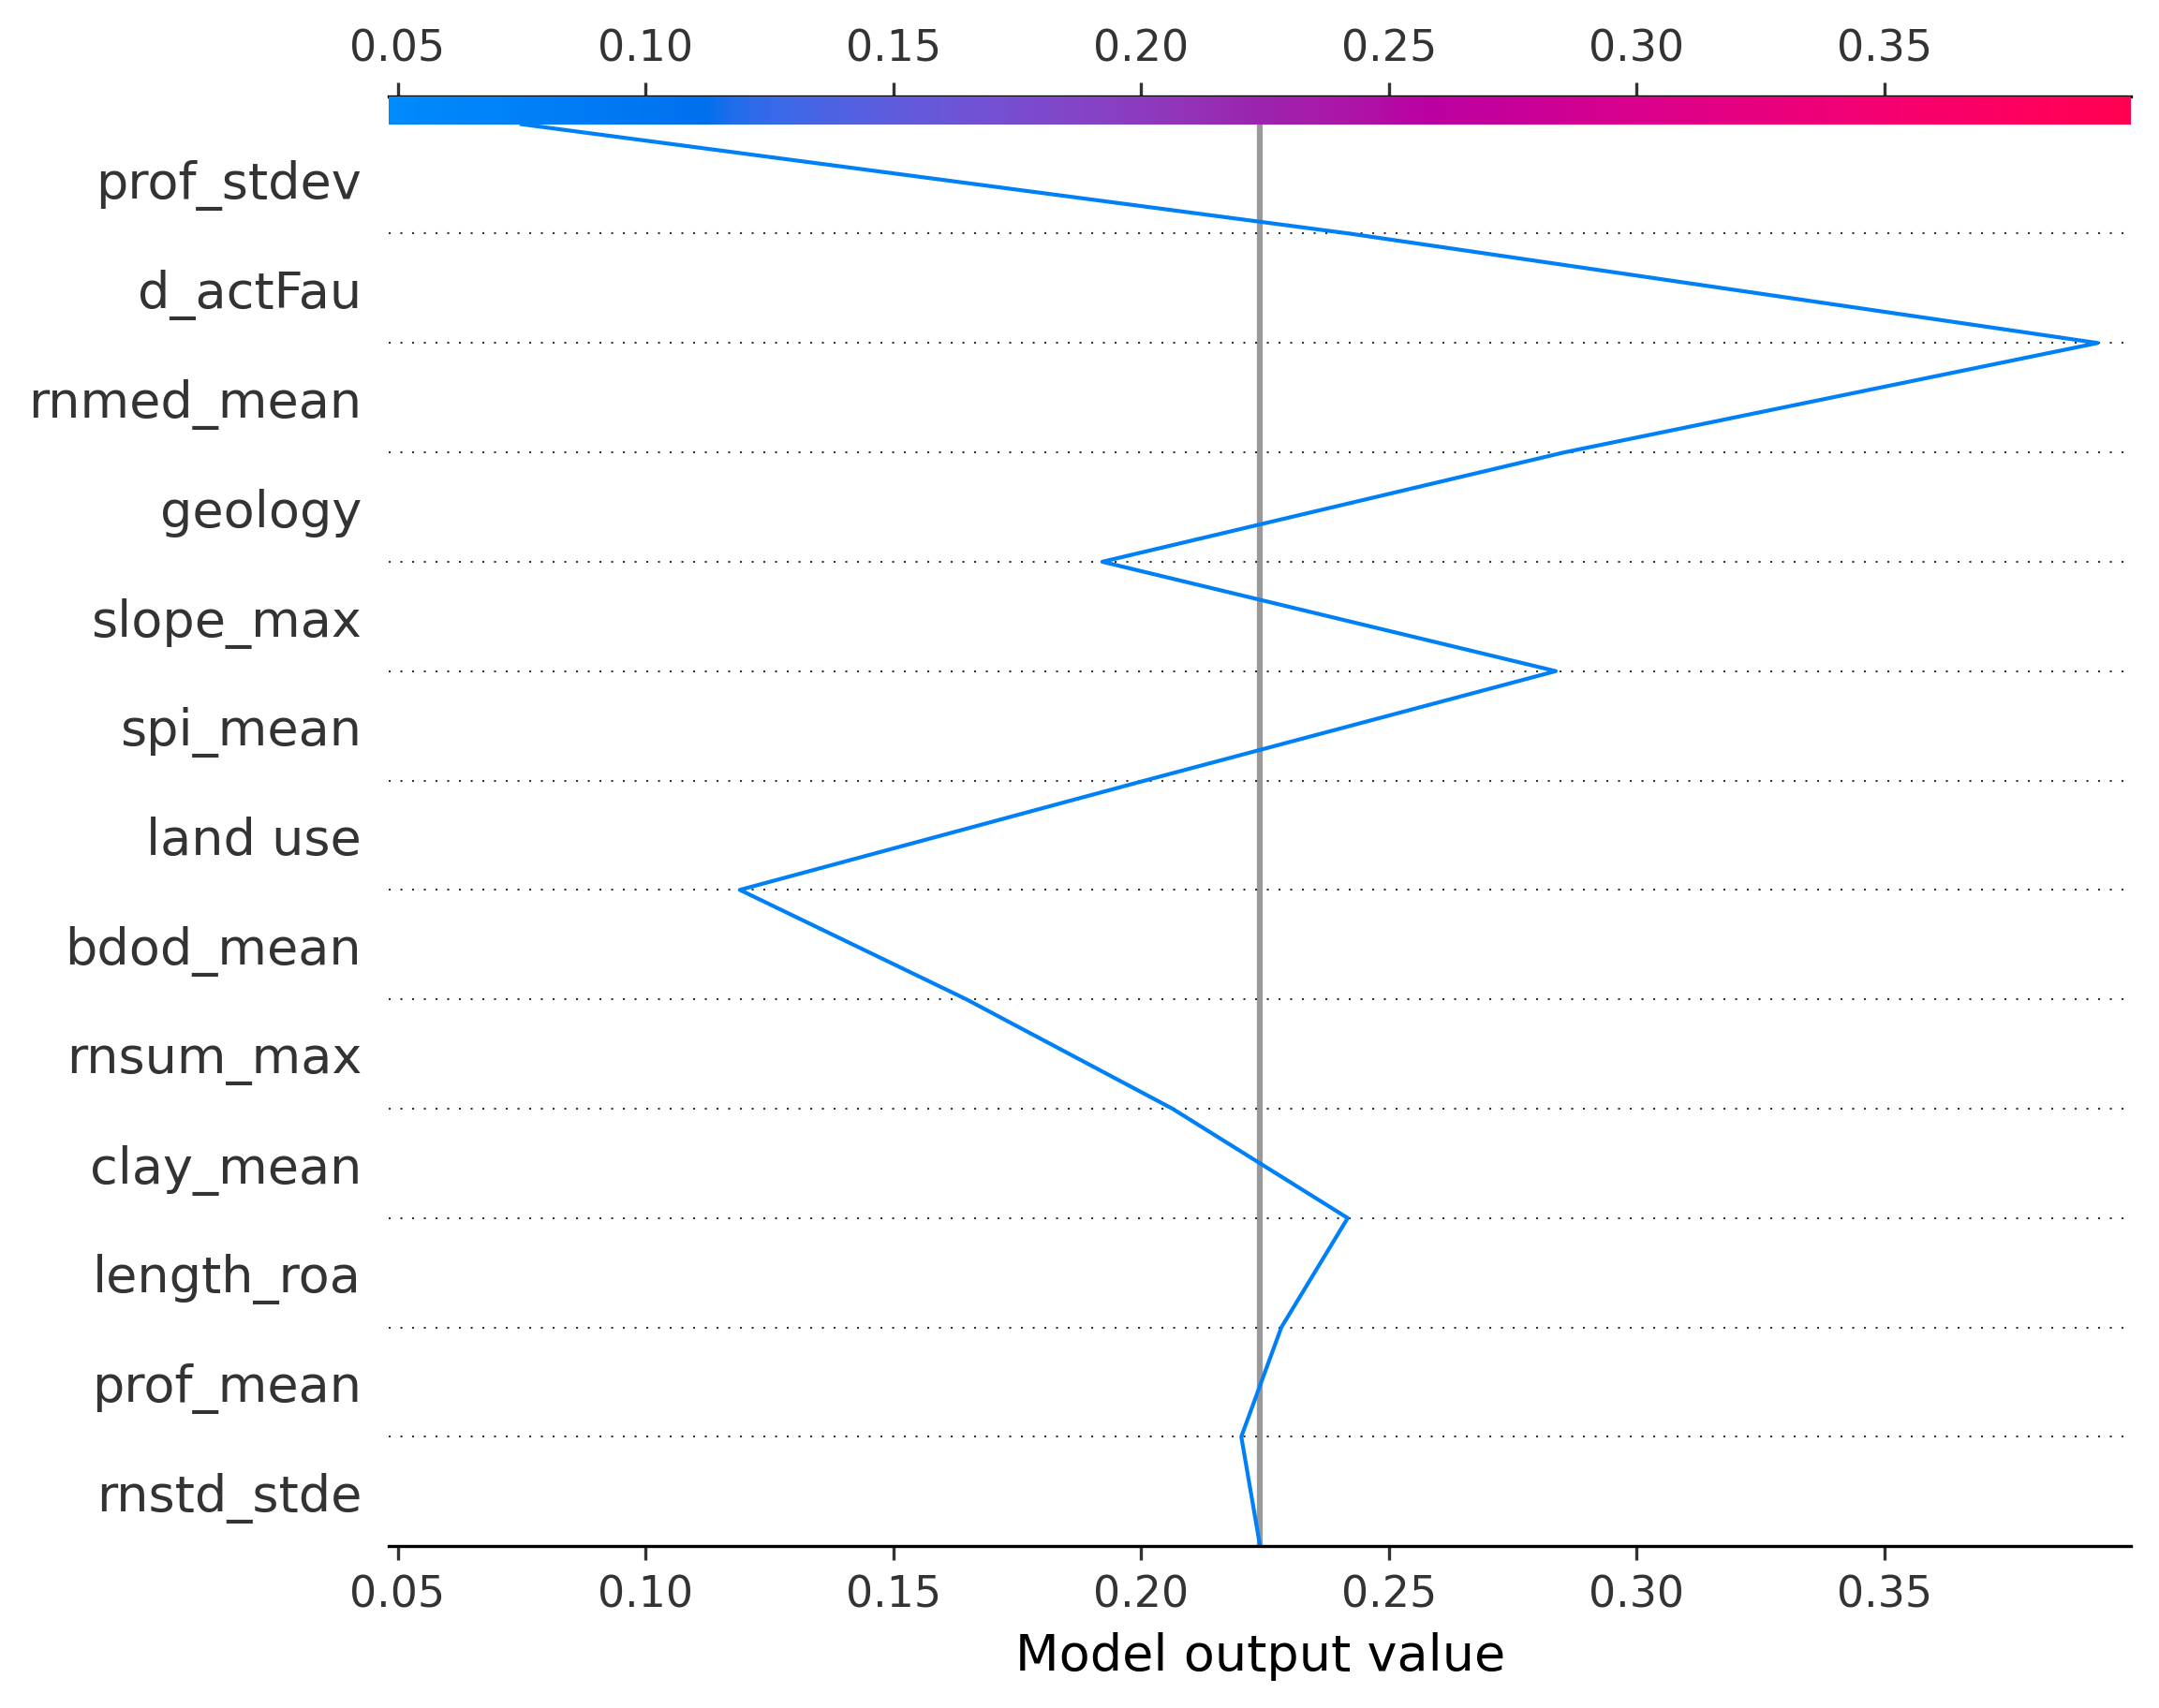 0.05 0.10 0.15 0.20 0.25 0.30 0.35
prof_stdev
d_actFau
rnmed_mean
geology
slope_max
spi_mean
land use
bdod_mean
rnsum_max
clay_mean
length_roa
prof_mean
rnstd_stde
0.05 0.10 0.15 0.20 0.25 0.30 0.35
Model output value